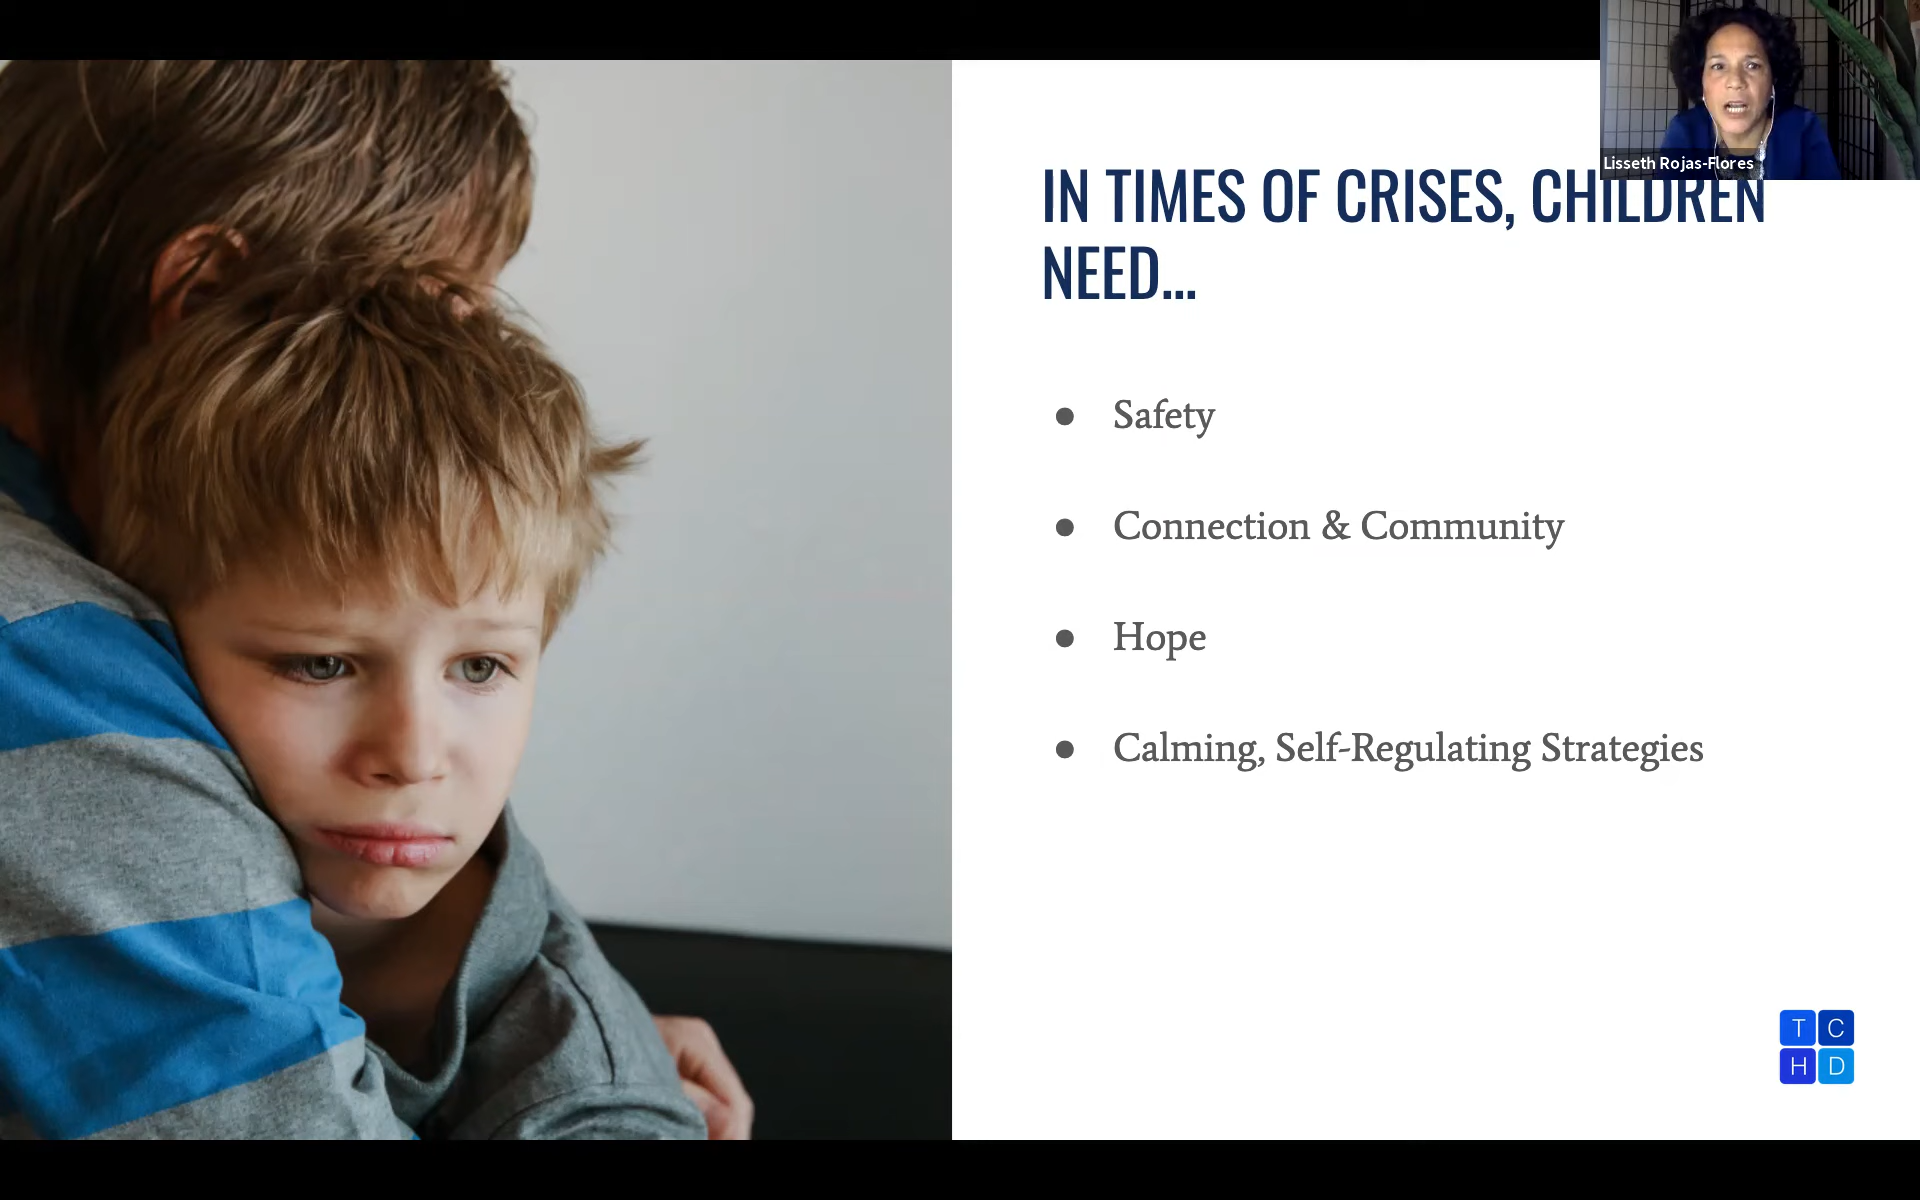 Lisseth Rojas-Flores
IN TIMES OF CRISES, CHILDREN
NEED...
● Safety
● Connection & Community
● Hope
● Calming, Self-Regulating Strategies
T C
H D